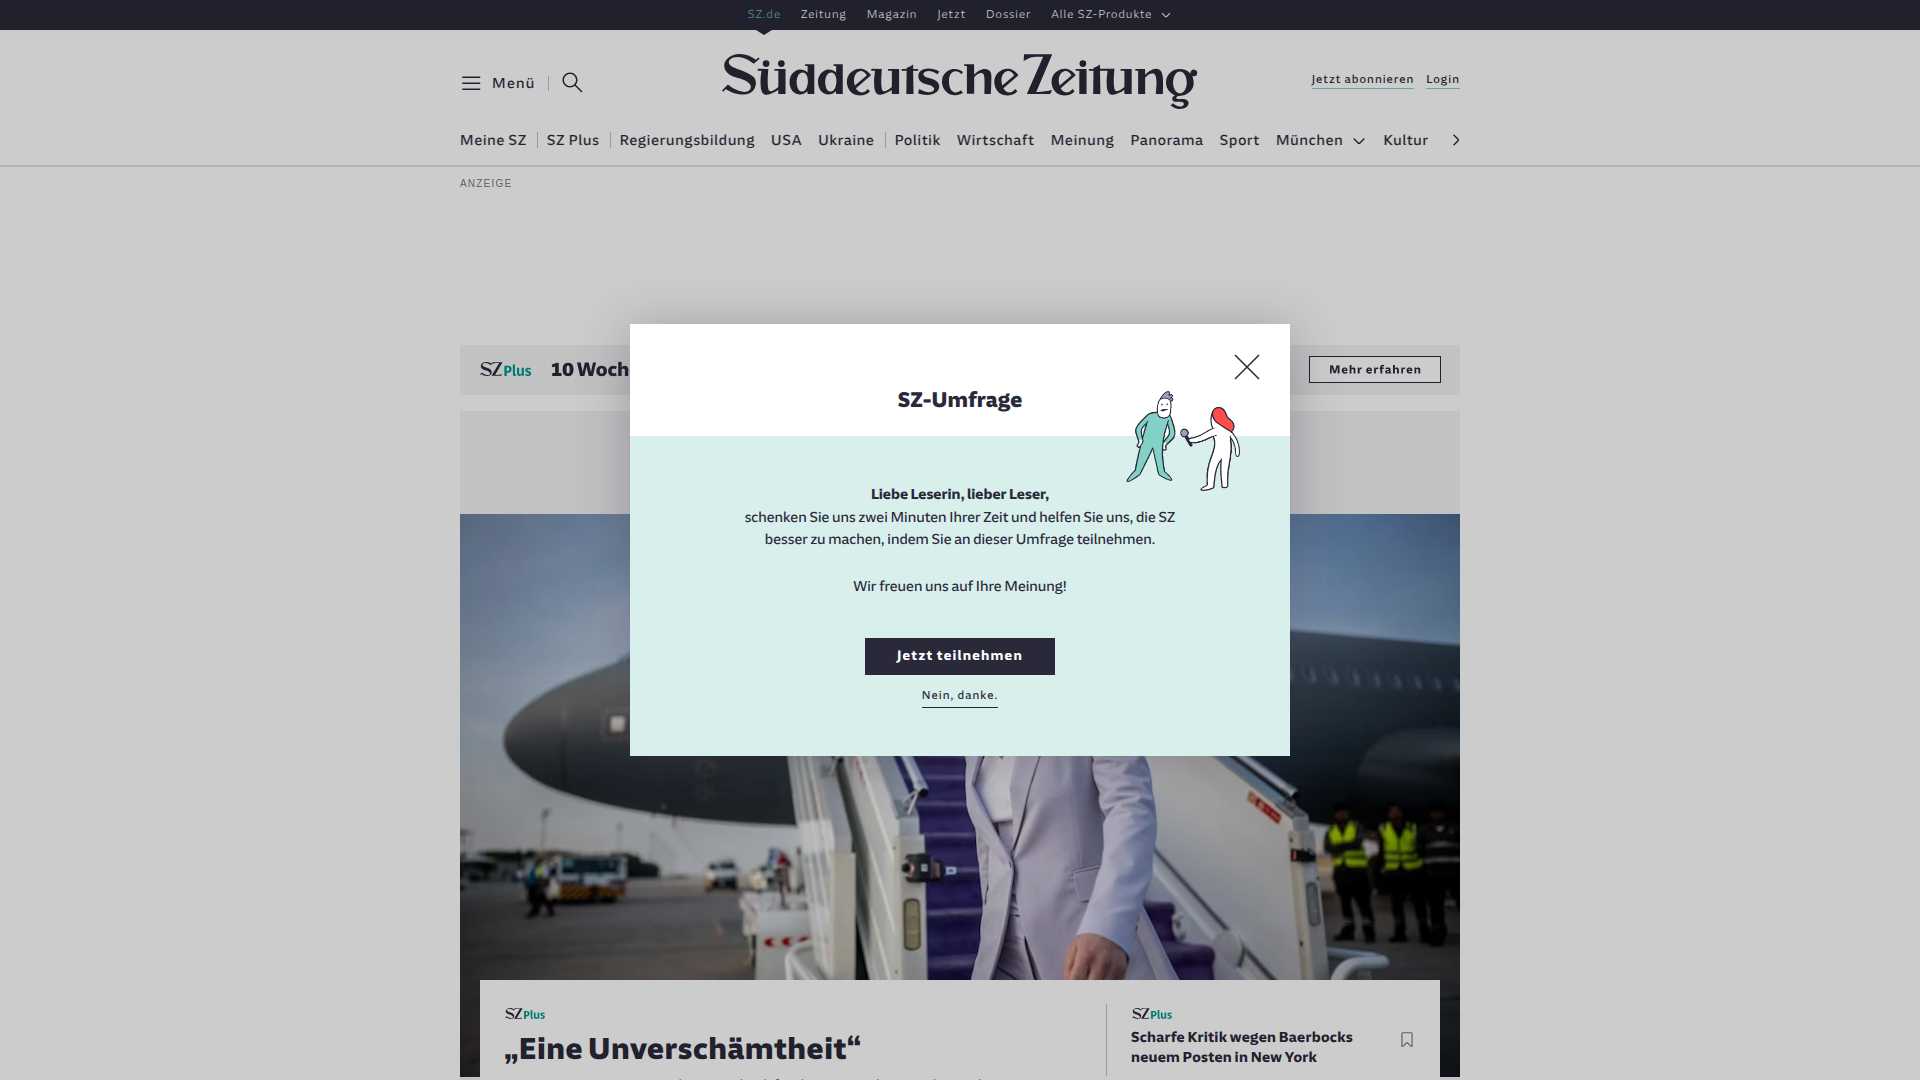 SZ.de Zeitung Magazin Jetzt Dossier Alle SZ-Produkte
Menü
Süddeutsche Zeitung
Jetzt abonnieren Login
Meine SZ SZ Plus Regierungsbildung USA Ukraine Politik Wirtschaft Meinung Panorama Sport München Kultur
ANZEIGE
SZ Plus 10 Woch
Mehr erfahren
SZ-Umfrage
Liebe Leserin, lieber Leser,
schenken Sie uns zwei Minuten Ihrer Zeit und helfen Sie uns, die SZ
besser zu machen, indem Sie an dieser Umfrage teilnehmen.
Wir freuen uns auf Ihre Meinung!
Jetzt teilnehmen
Nein, danke.
SZ Plus
„Eine Unverschämtheit“
SZ Plus
Scharfe Kritik wegen Baerbocks
neuem Posten in New York